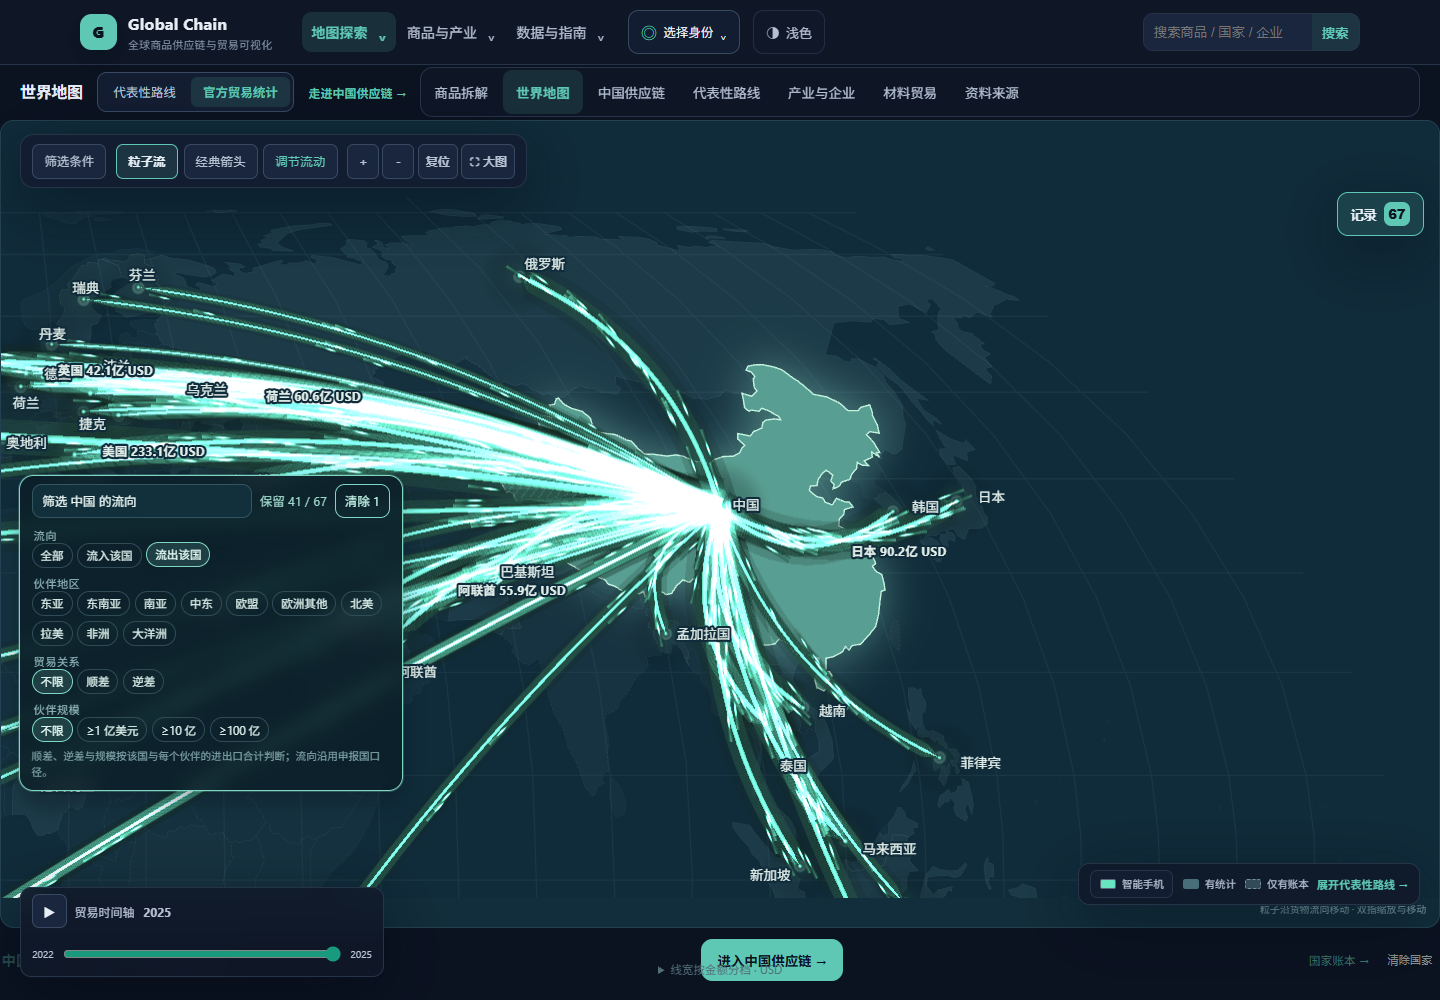 G Global Chain
全球商品供应链与贸易可视化
地图探索
商品与产业
数据与指南
选择身份
浅色
搜索商品 / 国家 / 企业
搜索
世界地图
代表性路线
官方贸易统计
走进中国供应链 →
商品拆解
世界地图
中国供应链
代表性路线
产业与企业
材料贸易
资料来源
筛选条件
粒子流
经典箭头
调节流动
+
-
复位
大图
记录 67
俄罗斯
芬兰
瑞典
丹麦
英国 42.1亿 USD
乌克兰
荷兰 60.6亿 USD
荷兰
捷克
奥地利
美国 233.1亿 USD
中国
韩国
日本
日本 90.2亿 USD
巴基斯坦
阿联酋 55.9亿 USD
孟加拉国
阿联酋
越南
菲律宾
泰国
马来西亚
新加坡
筛选 中国 的流向
保留 41 / 67
清除 1
流向
全部
流入该国
流出该国
伙伴地区
东亚
东南亚
南亚
中东
欧盟
欧洲其他
北美
拉美
非洲
大洋洲
贸易关系
不限
顺差
逆差
伙伴规模
不限
≥1 亿美元
≥10 亿
≥100 亿
顺差、逆差与规模按该国与每个伙伴的进出口合计判断；流向沿用申报国口
径。
智能手机
有统计
仅有账本
展开代表性路线 →
粒子沿货物流向移动 · 双指缩放与移动
▶ 贸易时间轴 2025
2022
2025
进入中国供应链 →
▶ 线宽按金额分档 · USD
国家账本 →
清除国家